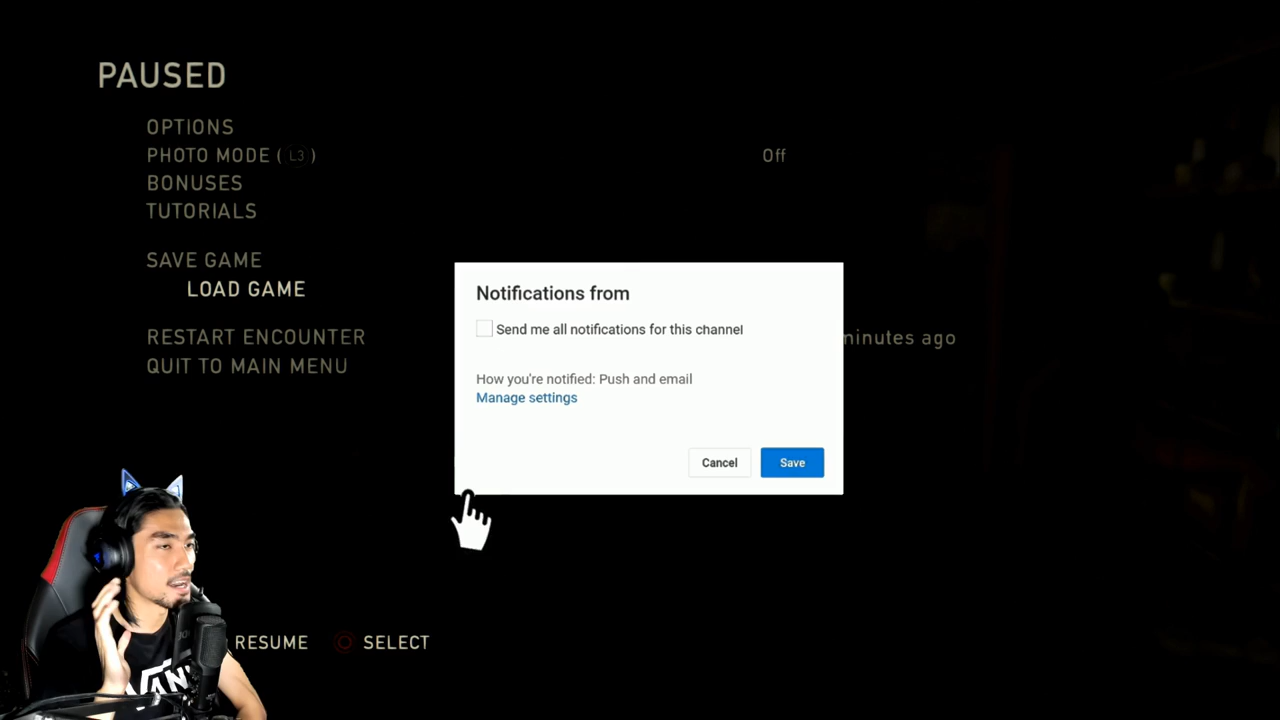 PAUSED
OPTIONS
PHOTO MODE ( L3 ) Off
BONUSES
TUTORIALS
SAVE GAME
LOAD GAME
RESTART ENCOUNTER minutes ago
QUIT TO MAIN MENU
Notifications from
Send me all notifications for this channel
How you're notified: Push and email
Manage settings
Cancel Save
RESUME SELECT